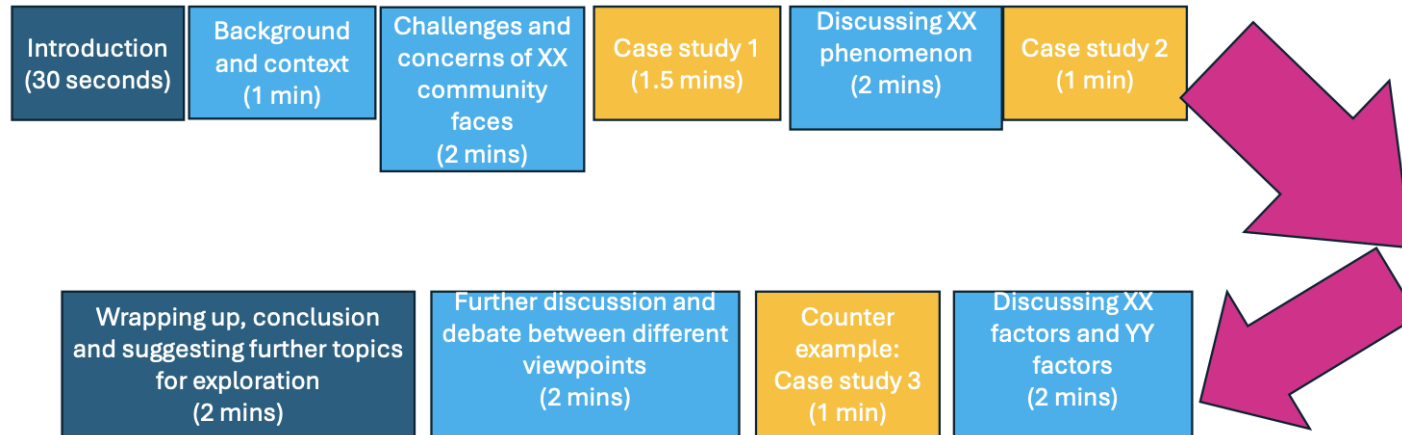 Introduction
(30 seconds)
Background
and context
(1 min)
Challenges and
concerns of XX
community
faces
(2 mins)
Case study 1
(1.5 mins)
Discussing XX
phenomenon
(2 mins)
Case study 2
(1 min)
Wrapping up, conclusion
and suggesting further topics
for exploration
(2 mins)
Further discussion and
debate between different
viewpoints
(2 mins)
Counter
example:
Case study 3
(1 min)
Discussing XX
factors and YY
factors
(2 mins)